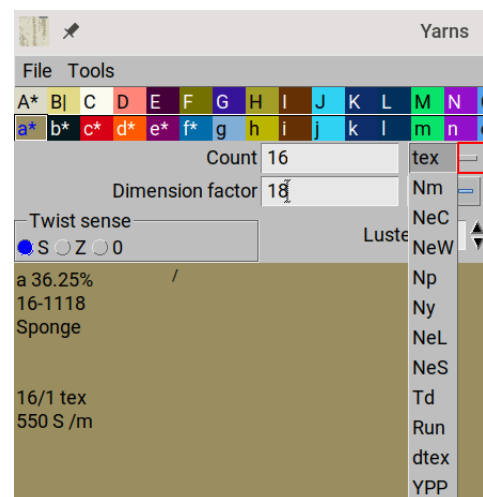 Yarns
File Tools
A* B| C D E F G H I J K L M N
a* b* c* d* e* f* g h i j k l m n
Count 16 tex
Dimension factor 18 Nm
Twist sense
S Z 0
NeC
NeW
a 36.25% / Np
16-1118 Ny
Sponge NeL
NeS
16/1 tex Td
550 S /m Run
dtex
YPP